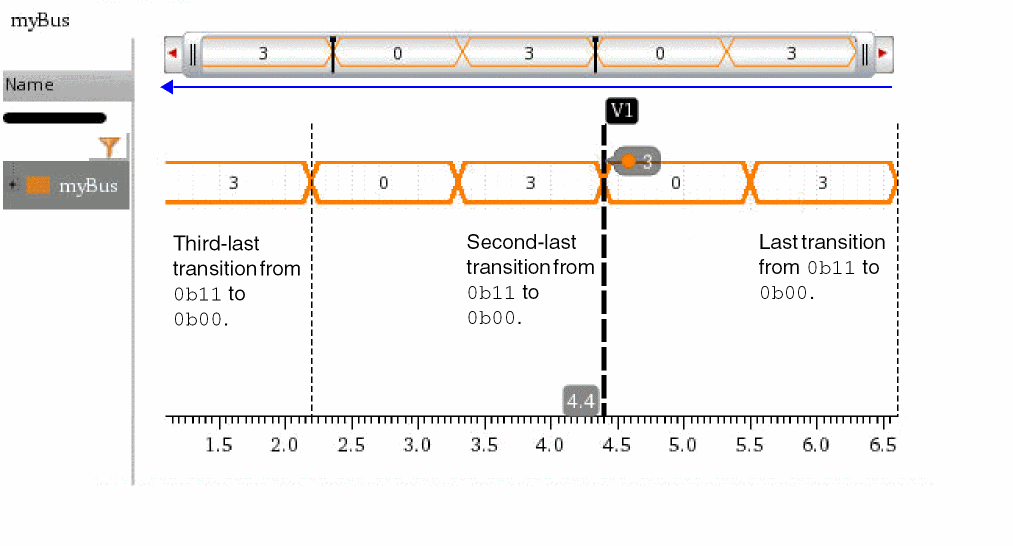 myBus
3 0 3 0 3
Name
V1
3
myBus
3 0 3 0 3
Third-last
transition from
0b11 to
0b00.
Second-last
transition from
0b11 to
0b00.
Last transition
from 0b11 to
0b00.
4.4
1.5 2.0 2.5 3.0 3.5 4.0 4.5 5.0 5.5 6.0 6.5